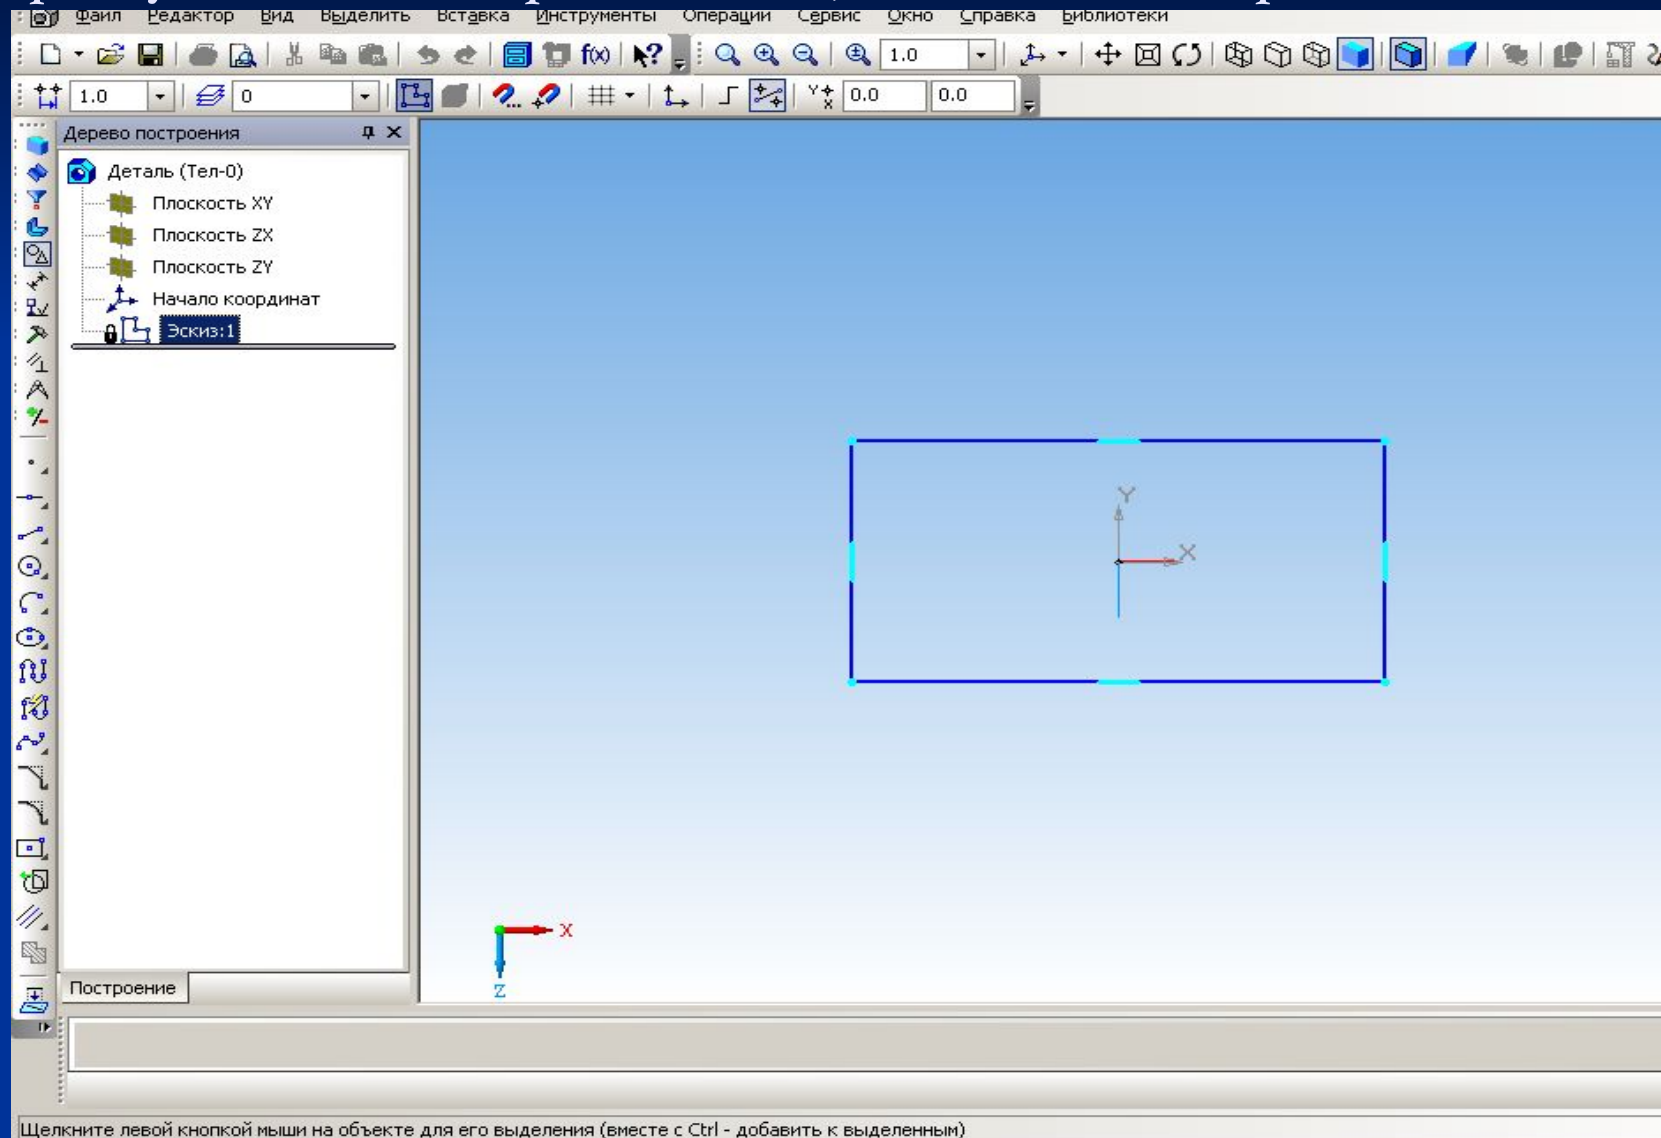 Файл Редактор Вид Выделить Вставка Инструменты Операции Сервис Окно Справка Библиотеки
f(x) 1.0
1.0 0 0.0 0.0
Дерево построения
Деталь (Тел-0)
Плоскость XY
Плоскость ZX
Плоскость ZY
Начало координат
Эскиз:1
Y
X
X
Z
Построение
Щелкните левой кнопкой мыши на объекте для его выделения (вместе с Ctrl - добавить к выделенным)